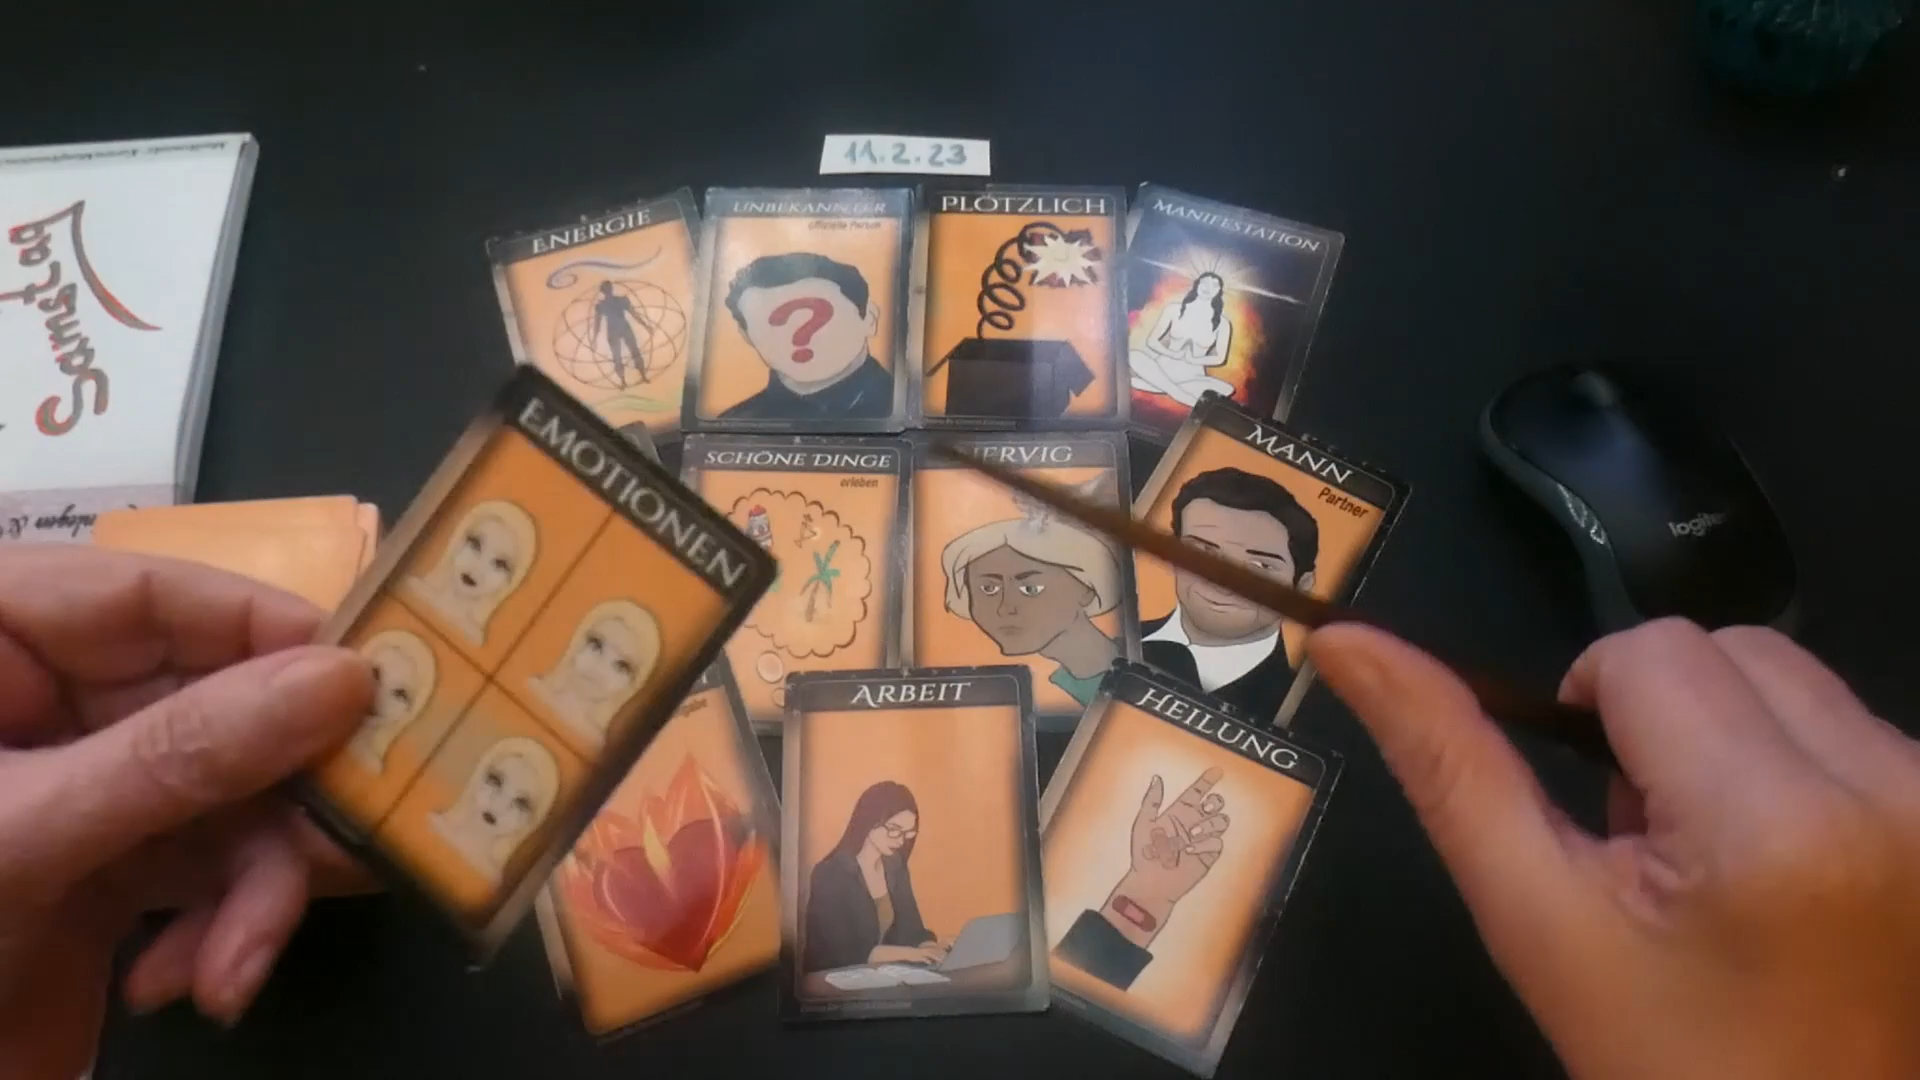 11.2.23
ENERGIE
UNBEKANNTER
offizielle Person
PLÖTZLICH
MANIFESTATION
Samstag
EMOTIONEN
SCHÖNE DINGE
erleben
NERVIG
MANN
Partner
logitech
ARBEIT
HEILUNG